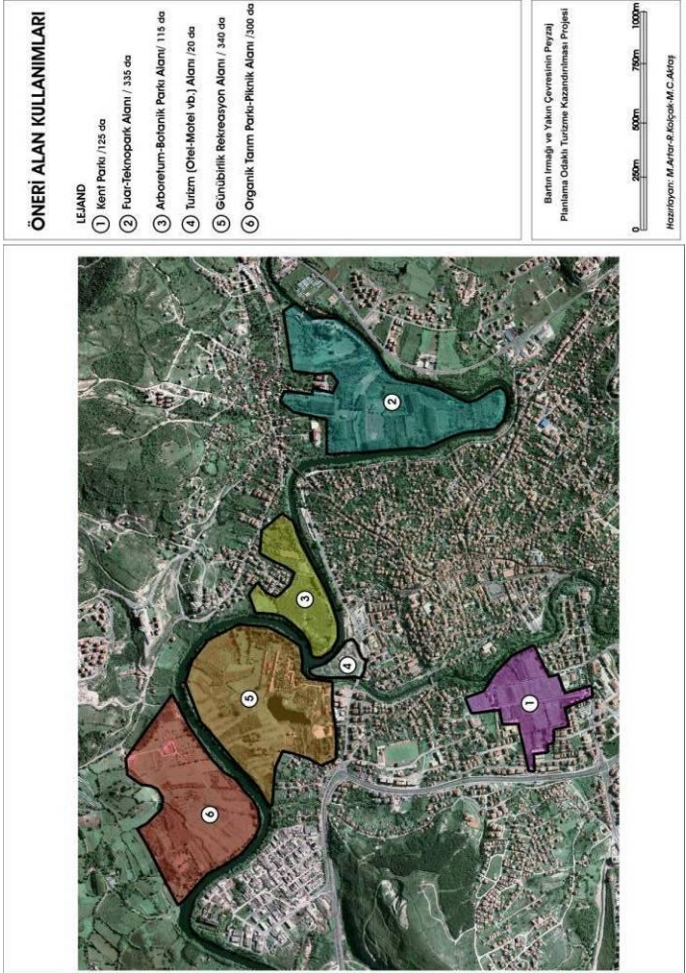 ÖNERİ ALAN KULLANIMLARI
LEJAND
1 Kent Parkı /125 da
2 Fuar-Teknopark Alanı / 335 da
3 Arboretum-Botanik Parkı Alanı/ 115 da
4 Turizm (Otel-Motel vb.) Alanı /20 da
5 Günübirlik Rekreasyon Alanı / 340 da
6 Organik Tarım Parkı-Piknik Alanı /300 da
Bartın Irmağı ve Yakın Çevresinin Peyzaj
Planlama Odaklı Turizme Kazandırılması Projesi
0 250m 500m 750m 1000m
Hazırlayan: M.Artar-R.Kolçak-M.C.Aktaş
1
2
3
4
5
6